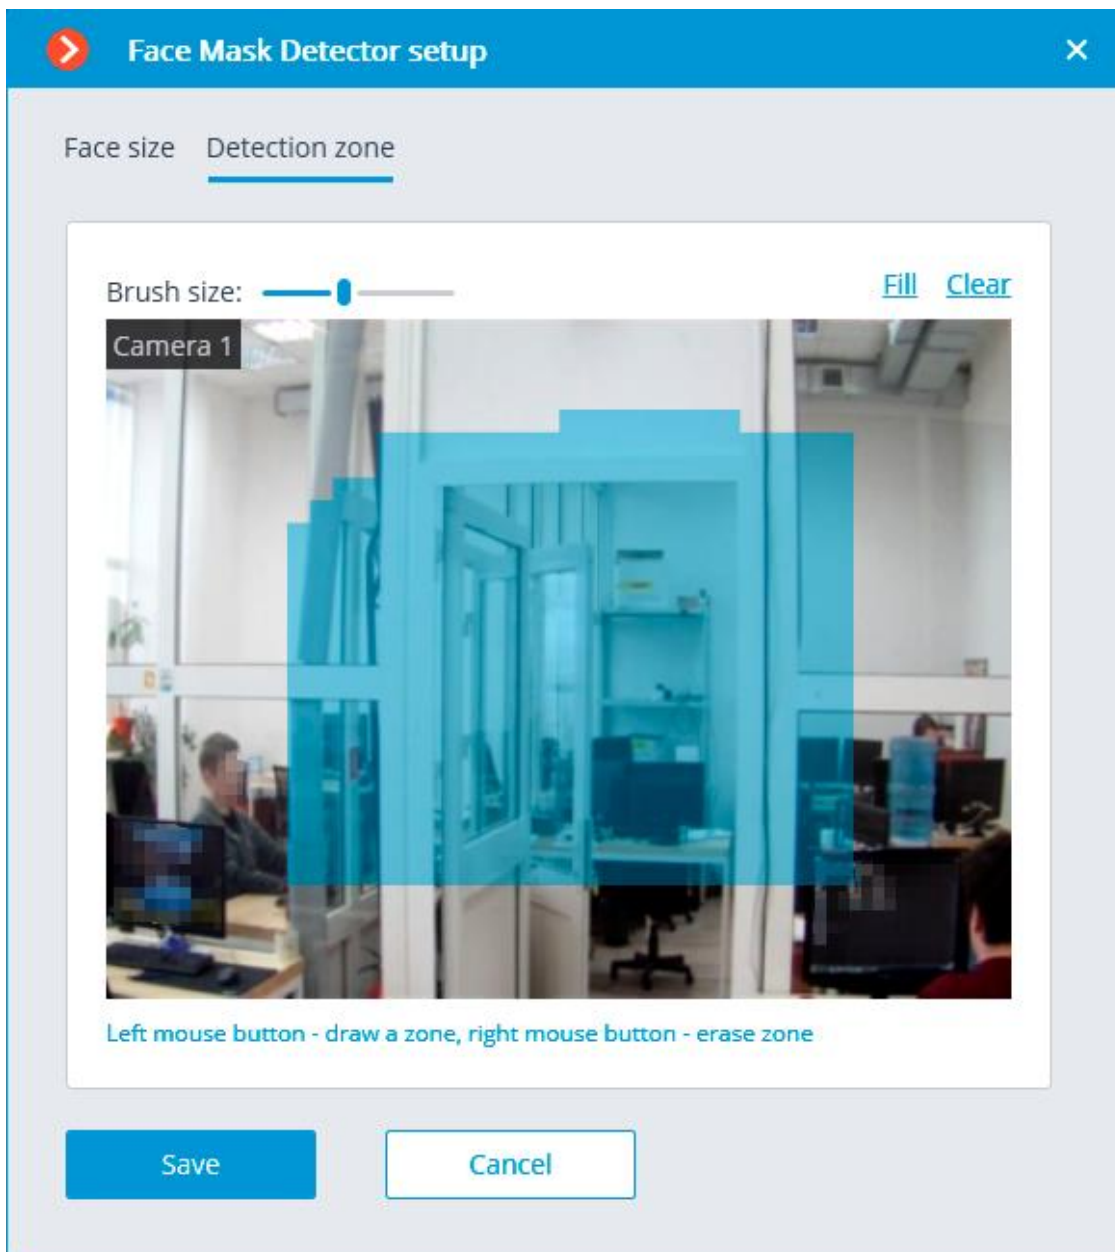 Face Mask Detector setup
Face size Detection zone
Brush size: Fill Clear
Camera 1
Left mouse button - draw a zone, right mouse button - erase zone
Save Cancel